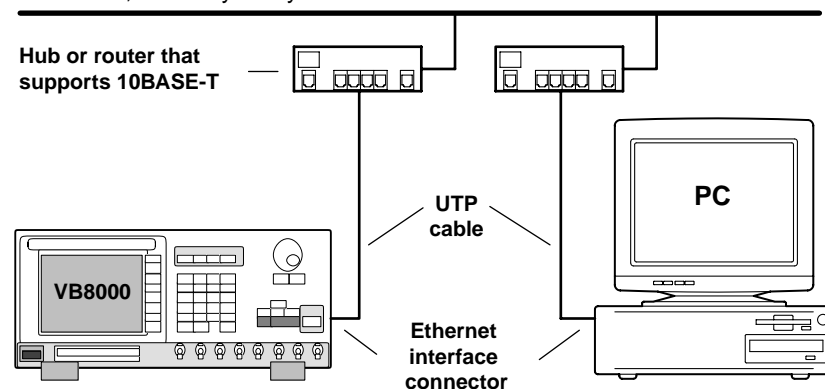 Hub or router that
supports 10BASE-T
UTP
cable
PC
VB8000
Ethernet
interface
connector